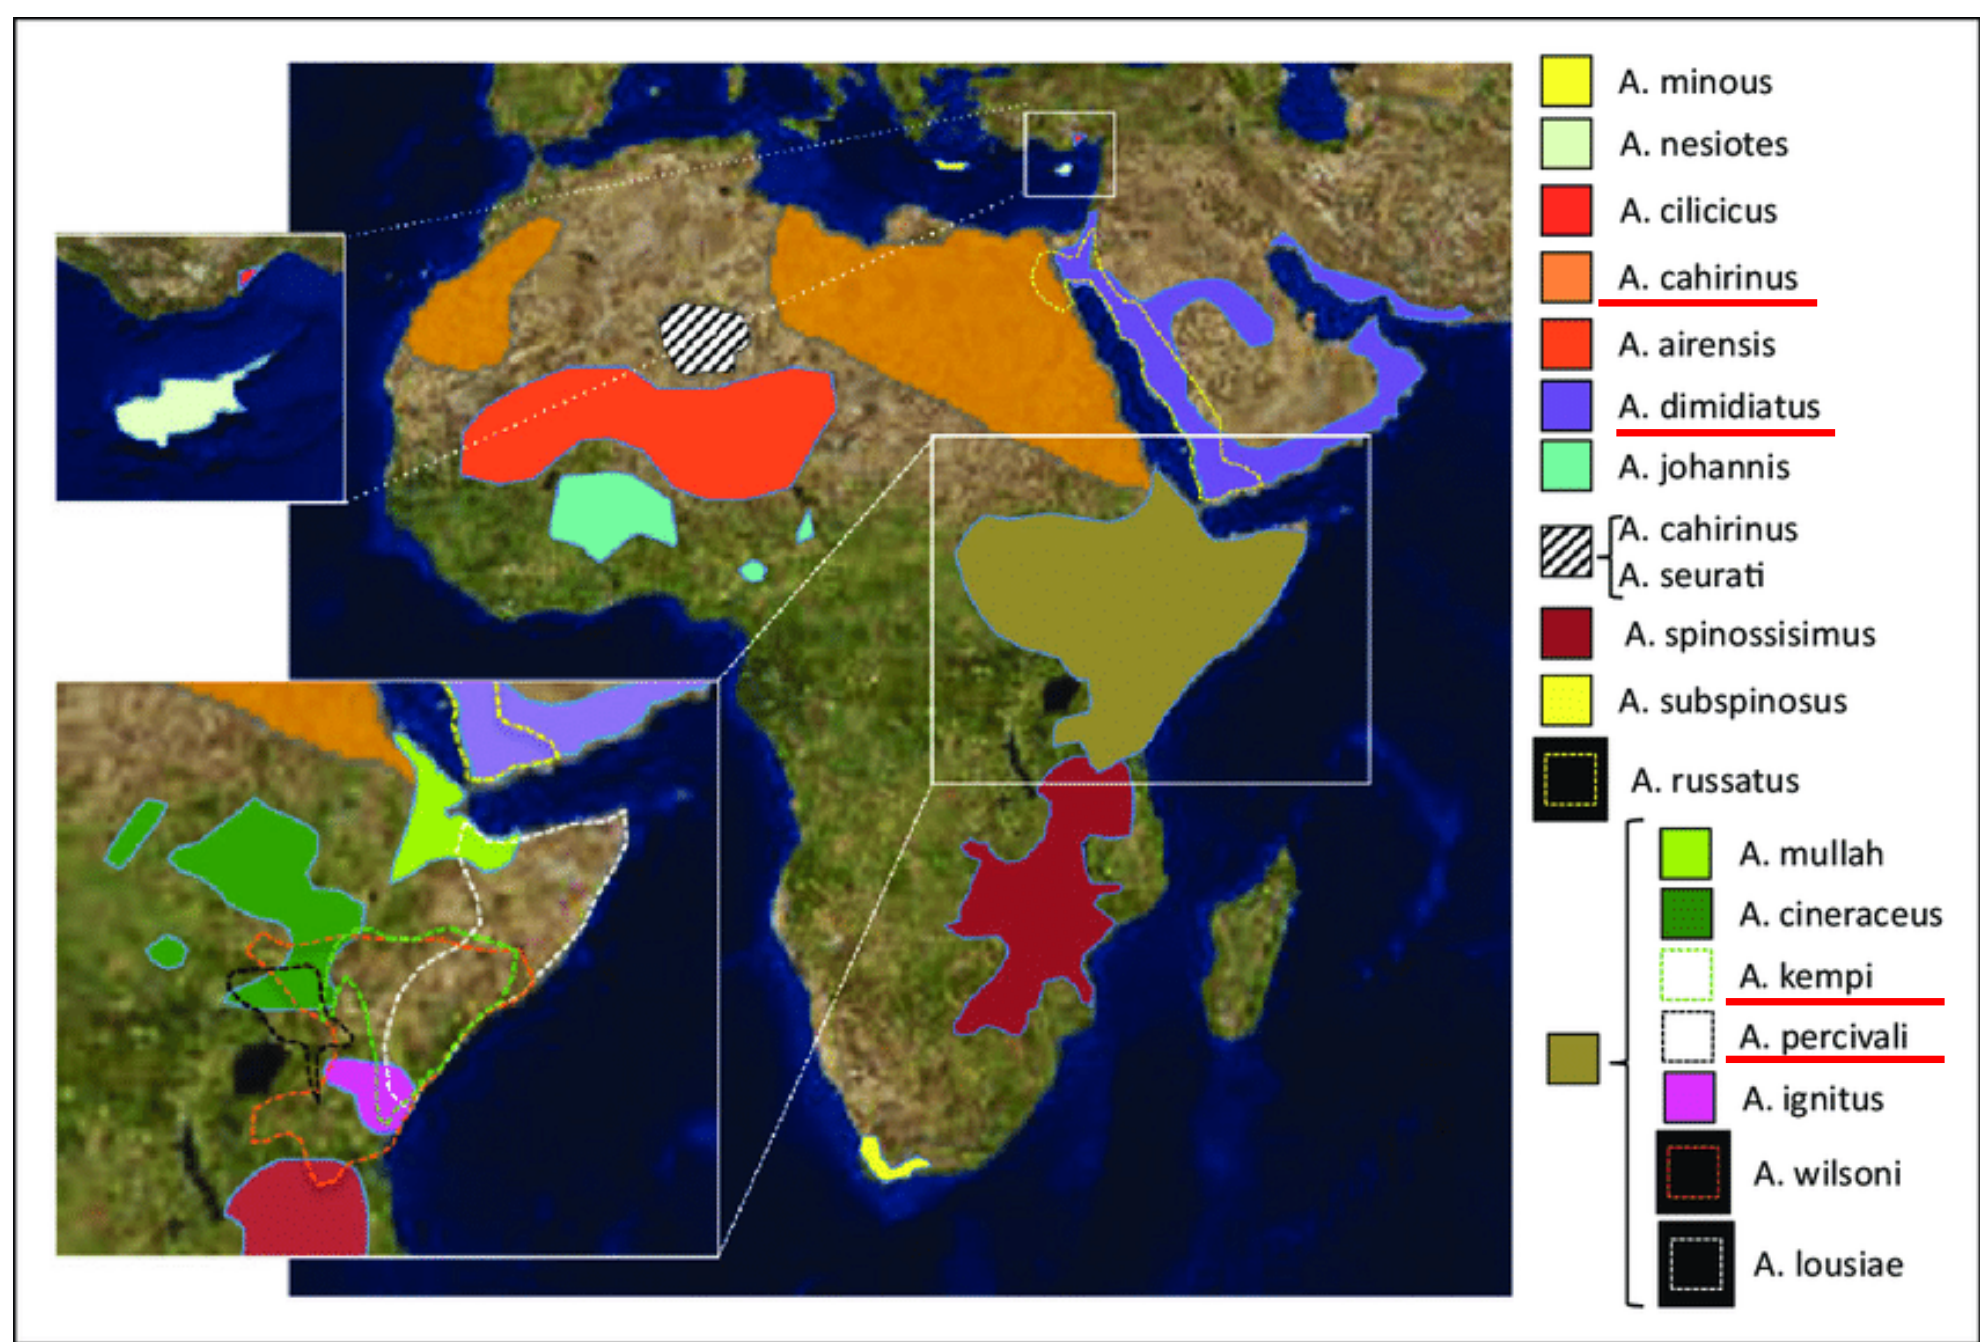 A. minous
A. nesiotes
A. cilicicus
A. cahirinus
A. airensis
A. dimidiatus
A. johannis
A. cahirinus
A. seurati
A. spinossisimus
A. subspinosus
A. russatus
A. mullah
A. cineraceus
A. kempi
A. percivali
A. ignitus
A. wilsoni
A. lousiae